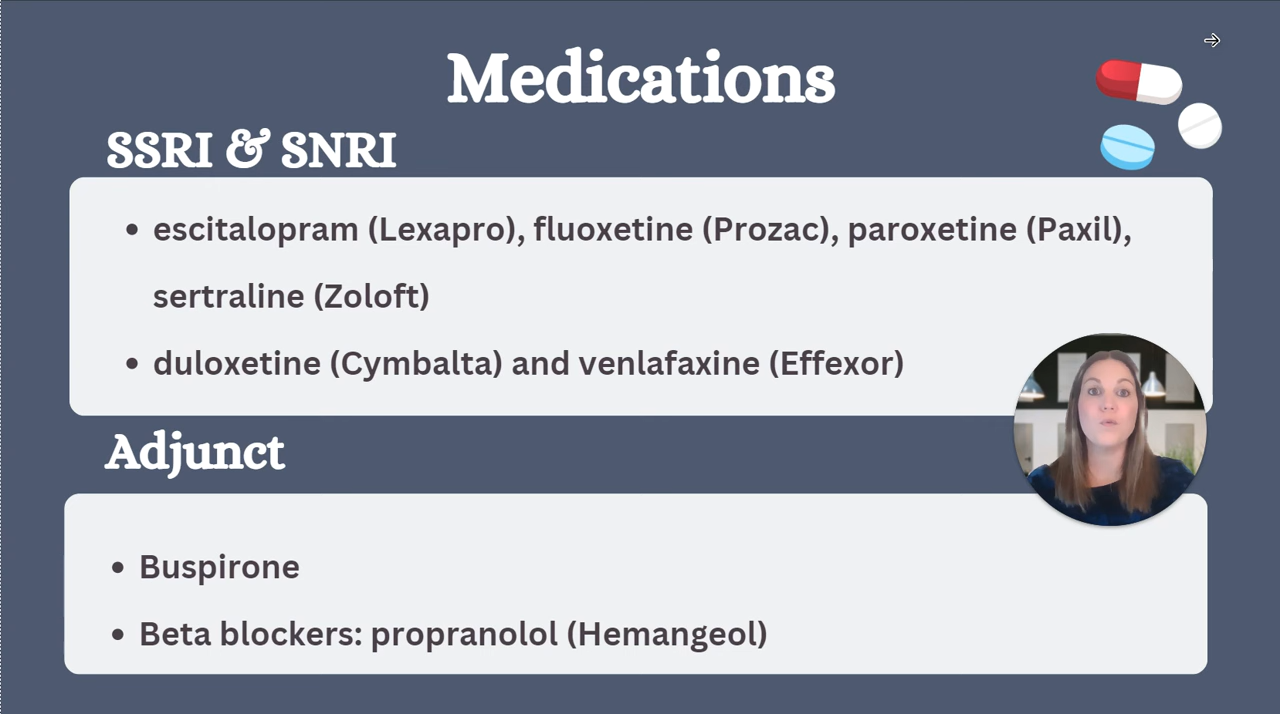 Medications
SSRI & SNRI
• escitalopram (Lexapro), fluoxetine (Prozac), paroxetine (Paxil),
sertraline (Zoloft)
• duloxetine (Cymbalta) and venlafaxine (Effexor)
Adjunct
• Buspirone
• Beta blockers: propranolol (Hemangeol)